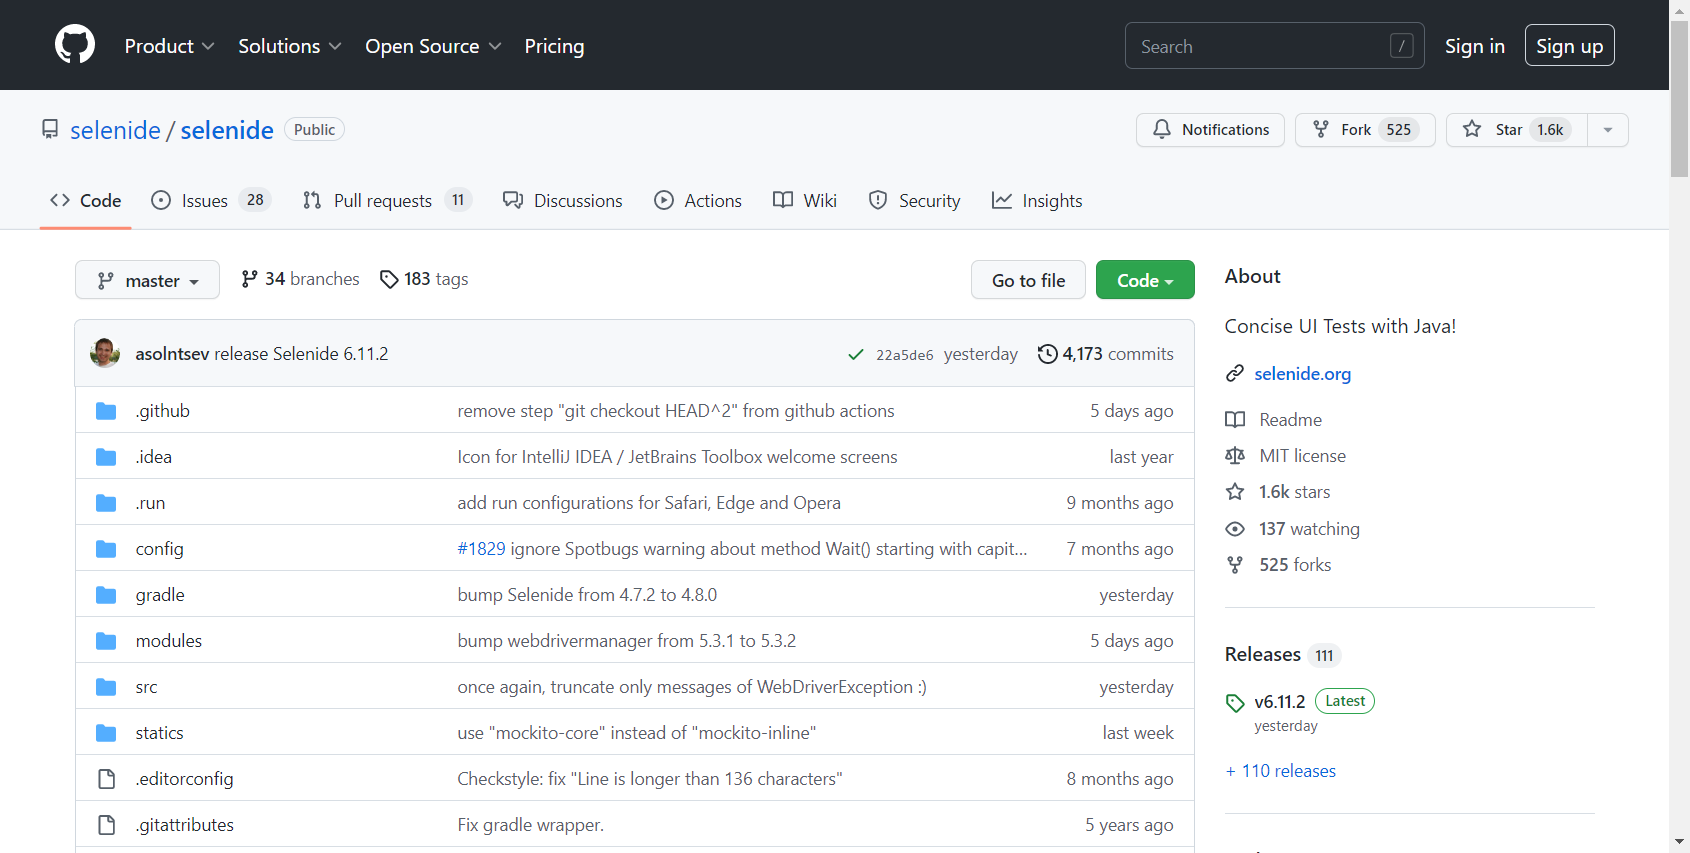 Product Solutions Open Source Pricing Search / Sign in Sign up
selenide / selenide Public Notifications Fork 525 Star 1.6k
Code Issues 28 Pull requests 11 Discussions Actions Wiki Security Insights
master 34 branches 183 tags Go to file Code
asolntsev release Selenide 6.11.2 22a5de6 yesterday 4,173 commits
.github remove step "git checkout HEAD^2" from github actions 5 days ago
.idea Icon for IntelliJ IDEA / JetBrains Toolbox welcome screens last year
.run add run configurations for Safari, Edge and Opera 9 months ago
config #1829 ignore Spotbugs warning about method Wait() starting with capit... 7 months ago
gradle bump Selenide from 4.7.2 to 4.8.0 yesterday
modules bump webdrivermanager from 5.3.1 to 5.3.2 5 days ago
src once again, truncate only messages of WebDriverException :) yesterday
statics use "mockito-core" instead of "mockito-inline" last week
.editorconfig Checkstyle: fix "Line is longer than 136 characters" 8 months ago
.gitattributes Fix gradle wrapper. 5 years ago
About
Concise UI Tests with Java!
selenide.org
Readme
MIT license
1.6k stars
137 watching
525 forks
Releases 111
v6.11.2 Latest
yesterday
+ 110 releases